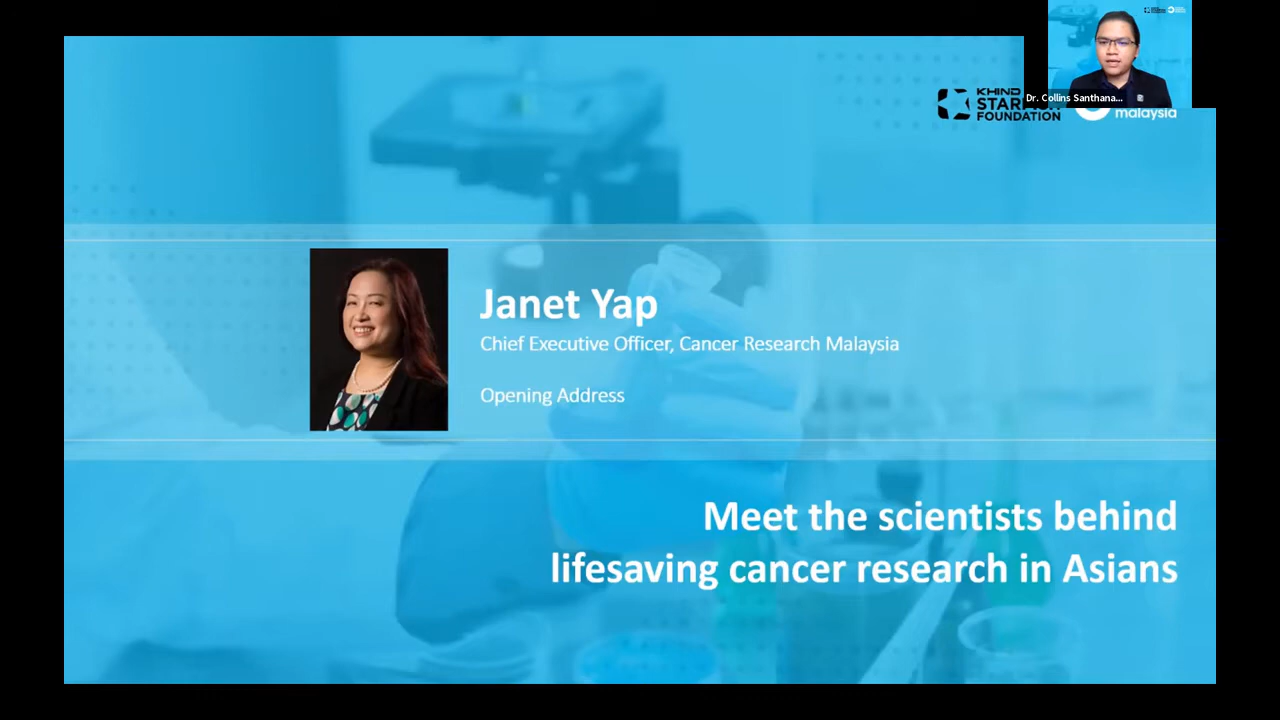 KHIND
FOUNDATION
malaysia
Dr. Collins Santhana...
Janet Yap
Chief Executive Officer, Cancer Research Malaysia
Opening Address
Meet the scientists behind
lifesaving cancer research in Asians